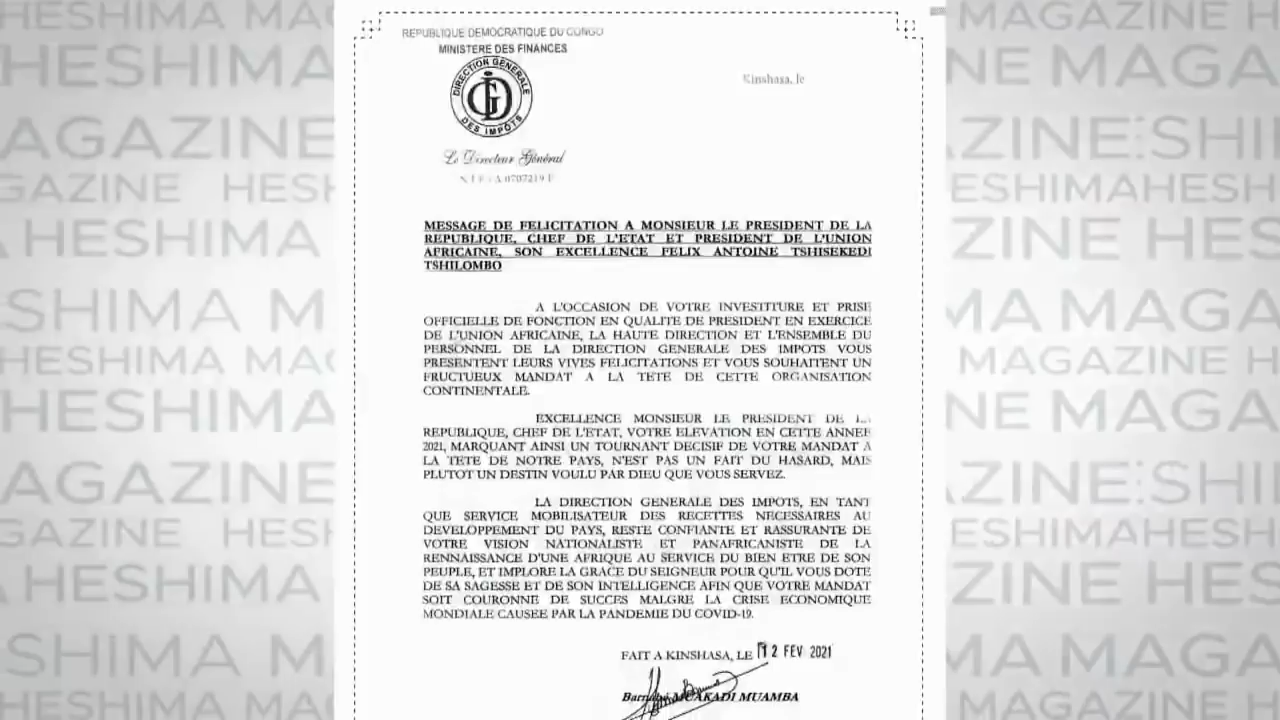 REPUBLIQUE DEMOCRATIQUE DU CONGO
MINISTERE DES FINANCES
DIRECTION GENERALE
DES IMPÔTS
Kinshasa, le
Le Directeur Général
MESSAGE DE FELICITATION A MONSIEUR LE PRESIDENT DE LA
REPUBLIQUE, CHEF DE L'ETAT ET PRESIDENT DE L'UNION
AFRICAINE, SON EXCELLENCE FELIX ANTOINE TSHISEKEDI
TSHILOMBO
A L'OCCASION DE VOTRE INVESTITURE ET PRISE
OFFICIELLE DE FONCTION EN QUALITE DE PRESIDENT EN EXERCICE
DE L'UNION AFRICAINE, LA HAUTE DIRECTION ET L'ENSEMBLE DU
PERSONNEL DE LA DIRECTION GENERALE DES IMPOTS VOUS
PRESENTENT LEURS VIVES FELICITATIONS ET VOUS SOUHAITENT UN
FRUCTUEUX MANDAT A LA TETE DE CETTE ORGANISATION
CONTINENTALE.
EXCELLENCE MONSIEUR LE PRESIDENT DE LA
REPUBLIQUE, CHEF DE L'ETAT, VOTRE ELEVATION EN CETTE ANNEE
2021, MARQUANT AINSI UN TOURNANT DECISIF DE VOTRE MANDAT A
LA TETE DE NOTRE PAYS, N'EST PAS UN FAIT DU HASARD, MAIS
PLUTOT UN DESTIN VOULU PAR DIEU QUE VOUS SERVEZ.
LA DIRECTION GENERALE DES IMPOTS, EN TANT
QUE SERVICE MOBILISATEUR DES RECETTES NECESSAIRES AU
DEVELOPPEMENT DU PAYS, RESTE CONFIANTE ET RASSURANTE DE
VOTRE VISION NATIONALISTE ET PANAFRICANISTE DE LA
RENNAISSANCE D'UNE AFRIQUE AU SERVICE DU BIEN ETRE DE SON
PEUPLE, ET IMPLORE LA GRACE DU SEIGNEUR POUR QU'IL VOUS DOTE
DE SA SAGESSE ET DE SON INTELLIGENCE AFIN QUE VOTRE MANDAT
SOIT COURONNE DE SUCCES MALGRE LA CRISE ECONOMIQUE
MONDIALE CAUSEE PAR LA PANDEMIE DU COVID-19.
FAIT A KINSHASA, LE 12 FEV 2021
MUAKADI MUAMBA